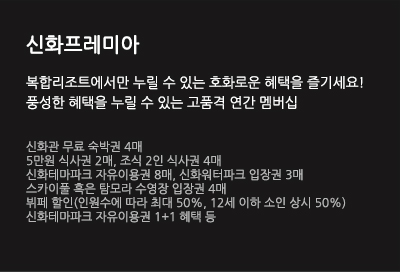 신화프레미아
복합리조트에서만 누릴 수 있는 호화로운 혜택을 즐기세요!
풍성한 혜택을 누릴 수 있는 고품격 연간 멤버십
신화관 무료 숙박권 4매
5만원 식사권 2매, 조식 2인 식사권 4매
신화테마파크 자유이용권 8매, 신화워터파크 입장권 3매
스카이풀 혹은 탐모라 수영장 입장권 4매
뷔페 할인(인원수에 따라 최대 50%, 12세 이하 소인 상시 50%)
신화테마파크 자유이용권 1+1 혜택 등